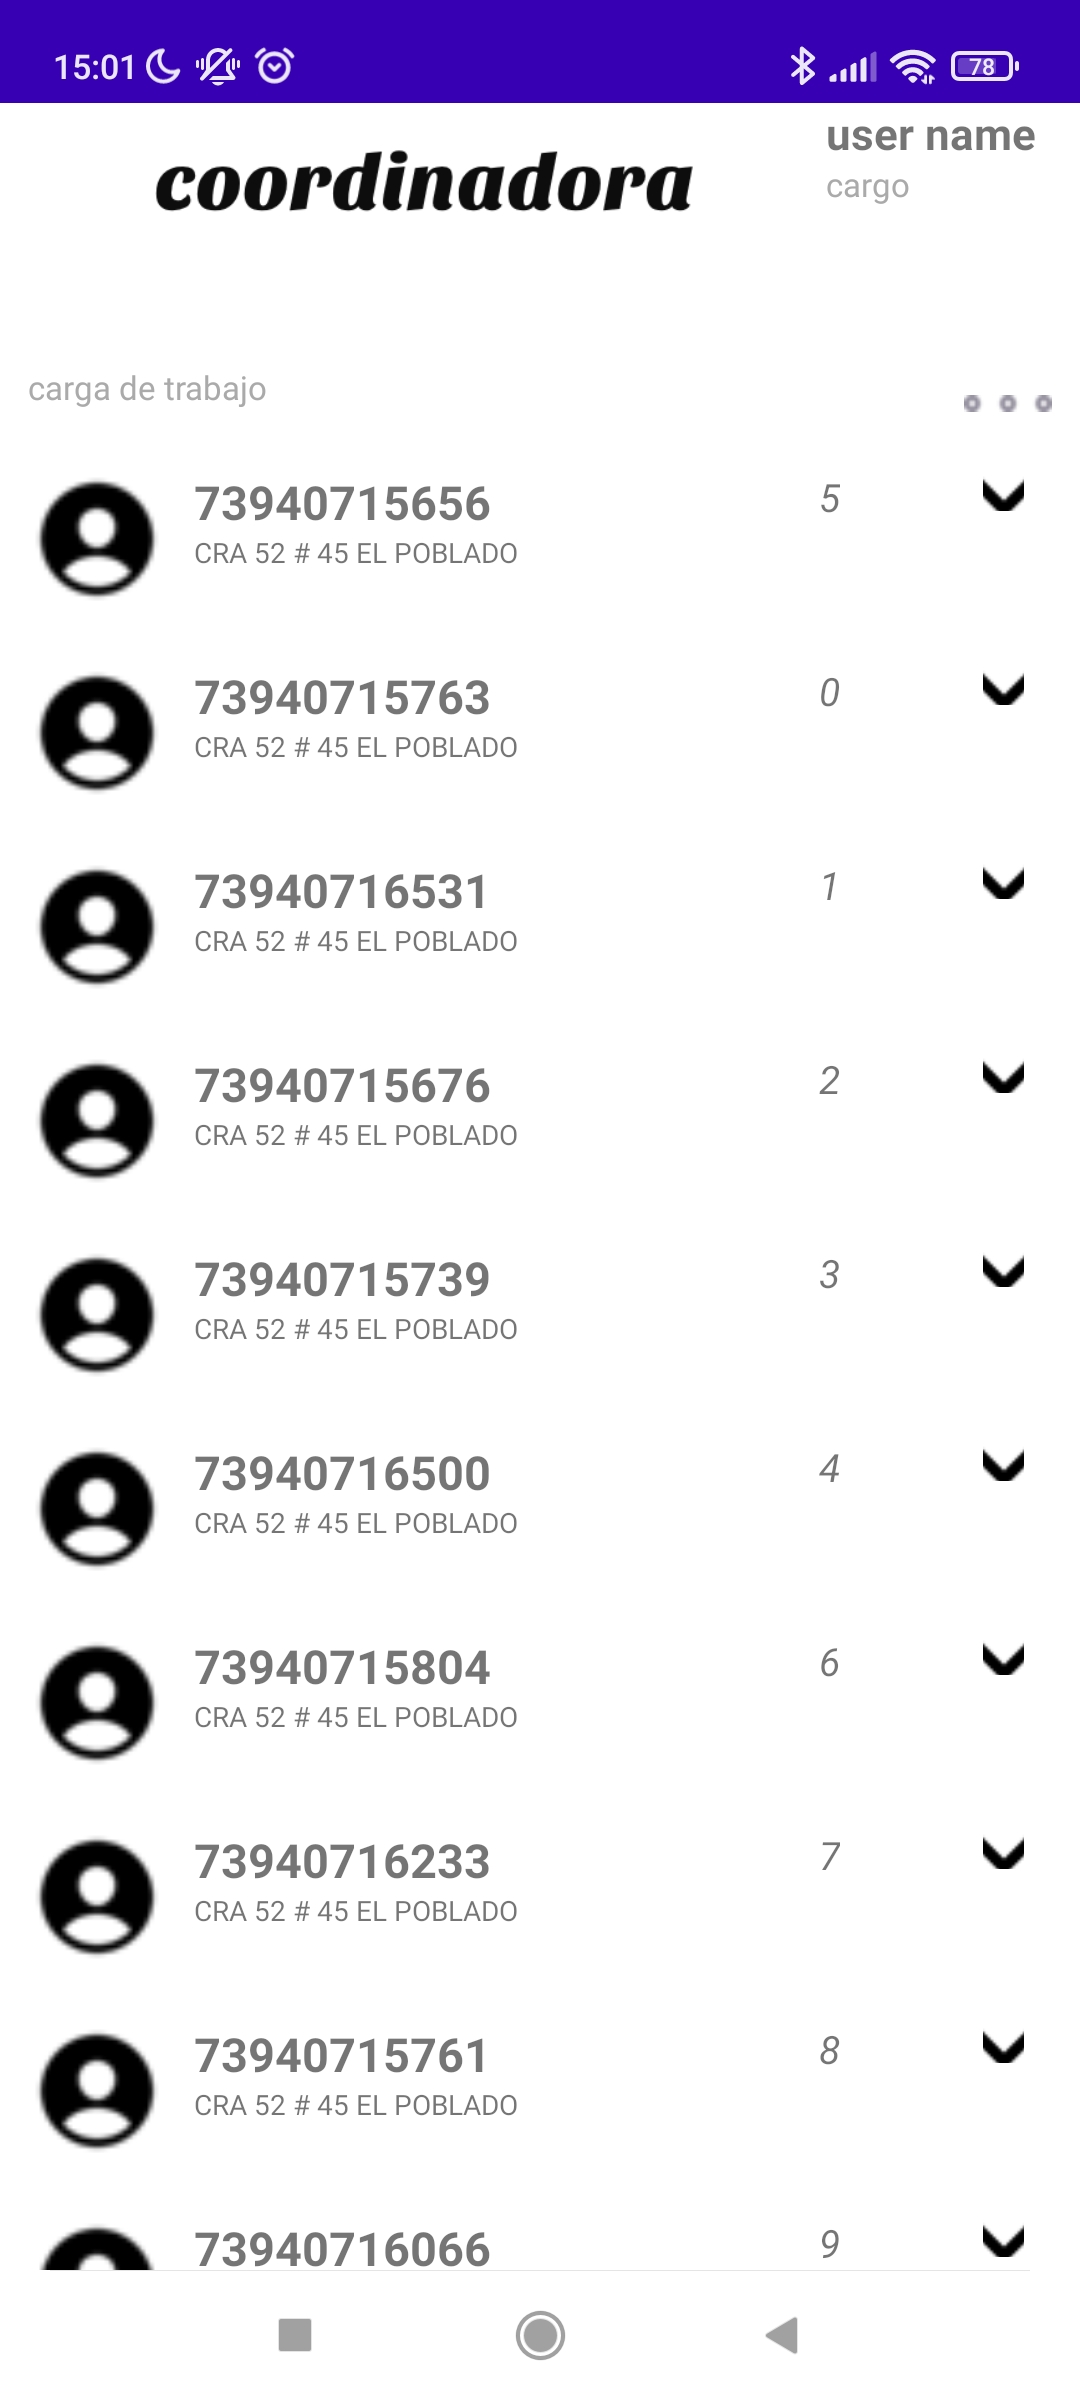 15:01
78
coordinadora
user name
cargo
carga de trabajo
73940715656 5
CRA 52 # 45 EL POBLADO
73940715763 0
CRA 52 # 45 EL POBLADO
73940716531 1
CRA 52 # 45 EL POBLADO
73940715676 2
CRA 52 # 45 EL POBLADO
73940715739 3
CRA 52 # 45 EL POBLADO
73940716500 4
CRA 52 # 45 EL POBLADO
73940715804 6
CRA 52 # 45 EL POBLADO
73940716233 7
CRA 52 # 45 EL POBLADO
73940715761 8
CRA 52 # 45 EL POBLADO
73940716066 9